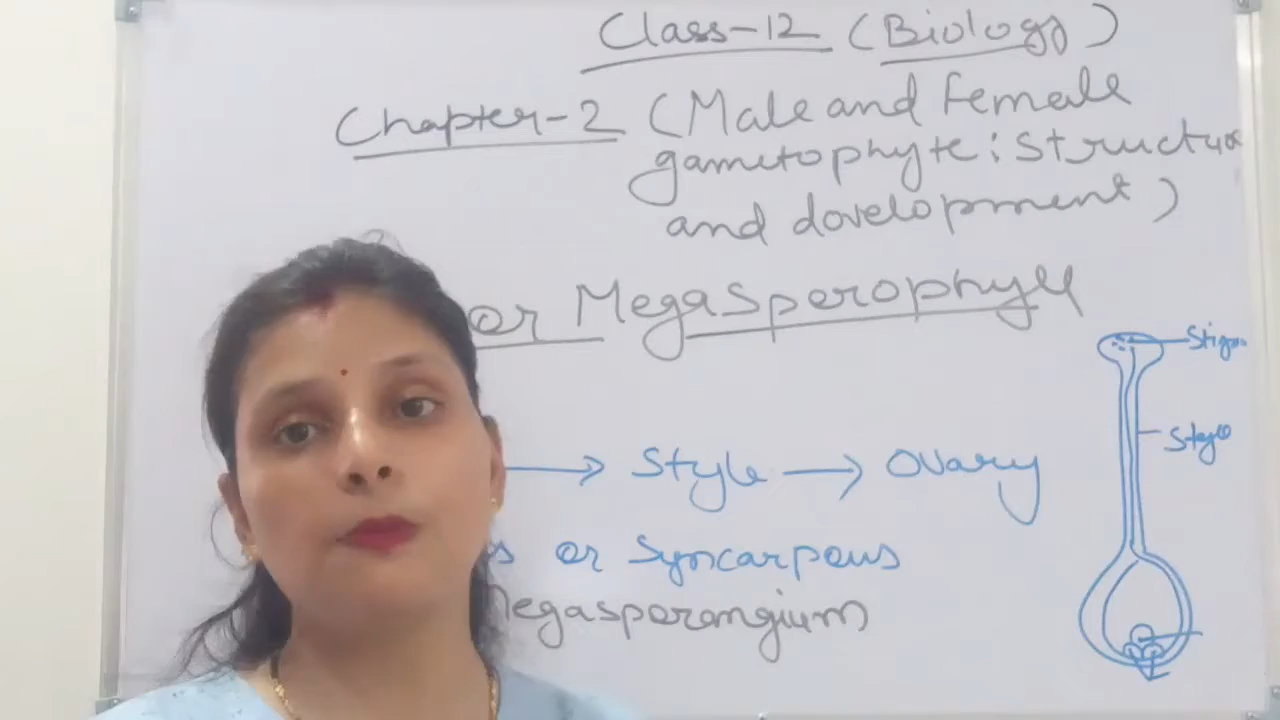 Class-12 (Biology)
Chapter-2 (Male and Female
gametophyte: Structure
and dovelopment)
or Megasporophyll
Stigma
Style → Ovary
Style
or Syncarpous
Megasporangium